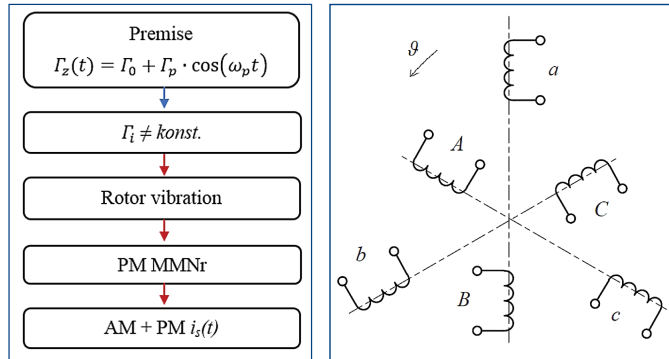 Premise
Γz(t) = Γ0 + Γp · cos(ωpt)
Γi ≠ konst.
Rotor vibration
PM MMNr
AM + PM is(t)
ϑ
a
A
C
b
B
c